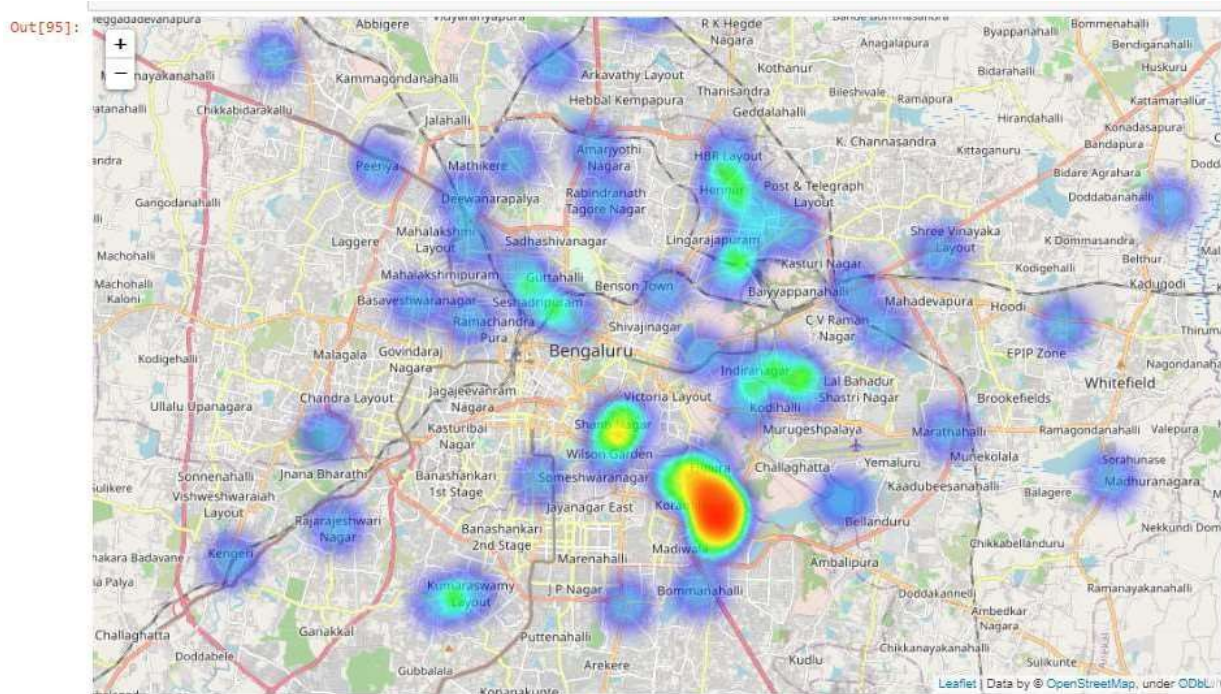 Out[95]:
+
−
Abbigere
R K Hegde
Nagara
Byappanahalli
Bommenahalli
Anagalapura
Bendiganahalli
Huskuru
Kammagondanahalli
Arkavathy Layout
Kothanur
Bidarahalli
Chikkabidarakallu
Hebbal Kempapura
Thanisandra
Bileshivale
Ramapura
Kattamanallur
Geddalahalli
Hirandahalli
Jalahalli
Konadasapura
Amarjyothi
Nagara
HBR Layout
K. Channasandra
Kittaganuru
Bandapura
Peenya
Mathikere
Bidare Agrahara
Hennur
Post & Telegraph
Layout
Doddabanahalli
Deewanarapalya
Rabindranath
Tagore Nagar
Gangodanahalli
Mahalakshmi
Layout
Sadhashivanagar
Lingarajapuram
Shree Vinayaka
Layout
K Dommasandra
Laggere
Machohalli
Belthur
Mahalakshmipuram
Guttahalli
Kasturi Nagar
Kodigehalli
Machohalli
Kaloni
Benson Town
Baiyyappanahalli
Kadugodi
Basaveshwaranagar
Seshadripuram
Mahadevapura
Hoodi
Ramachandra
Pura
Shivajinagar
C V Raman
Nagar
Kodigehalli
Malagala
Govindaraj
Nagara
Bengaluru
EPIP Zone
Nagondanah
Indiranagar
Lal Bahadur
Shastri Nagar
Whitefield
Ullalu Upanagara
Chandra Layout
Jagajeevanram
Nagara
Victoria Layout
Kodihalli
Brookefields
Kasturibai
Nagar
Shanti Nagar
Murugeshpalaya
Marathahalli
Ramagondanahalli
Valepura
Wilson Garden
Munekolala
Sonnenahalli
Jnana Bharathi
Banashankari
1st Stage
Someshwaranagar
Challaghatta
Yemaluru
Sorahunase
Sulikere
Vishweshwaraiah
Layout
Kaadubeesanahalli
Balagere
Madhuranagara
Rajarajeshwari
Nagar
Jayanagar East
Bellanduru
Nekkundi Dom
Banashankari
2nd Stage
Madiwala
Chikkabellanduru
Kengeri
Marenahalli
Ambalipura
Kumaraswamy
Layout
J P Nagar
Bommanahalli
Doddakannelli
Ramanayakanahalli
Challaghatta
Ganakkal
Puttenahalli
Ambedkar
Nagara
Doddabele
Gubbalala
Arekere
Kudlu
Chikkanayakanahalli
Sulikunte
Leaflet | Data by © OpenStreetMap, under ODbL.